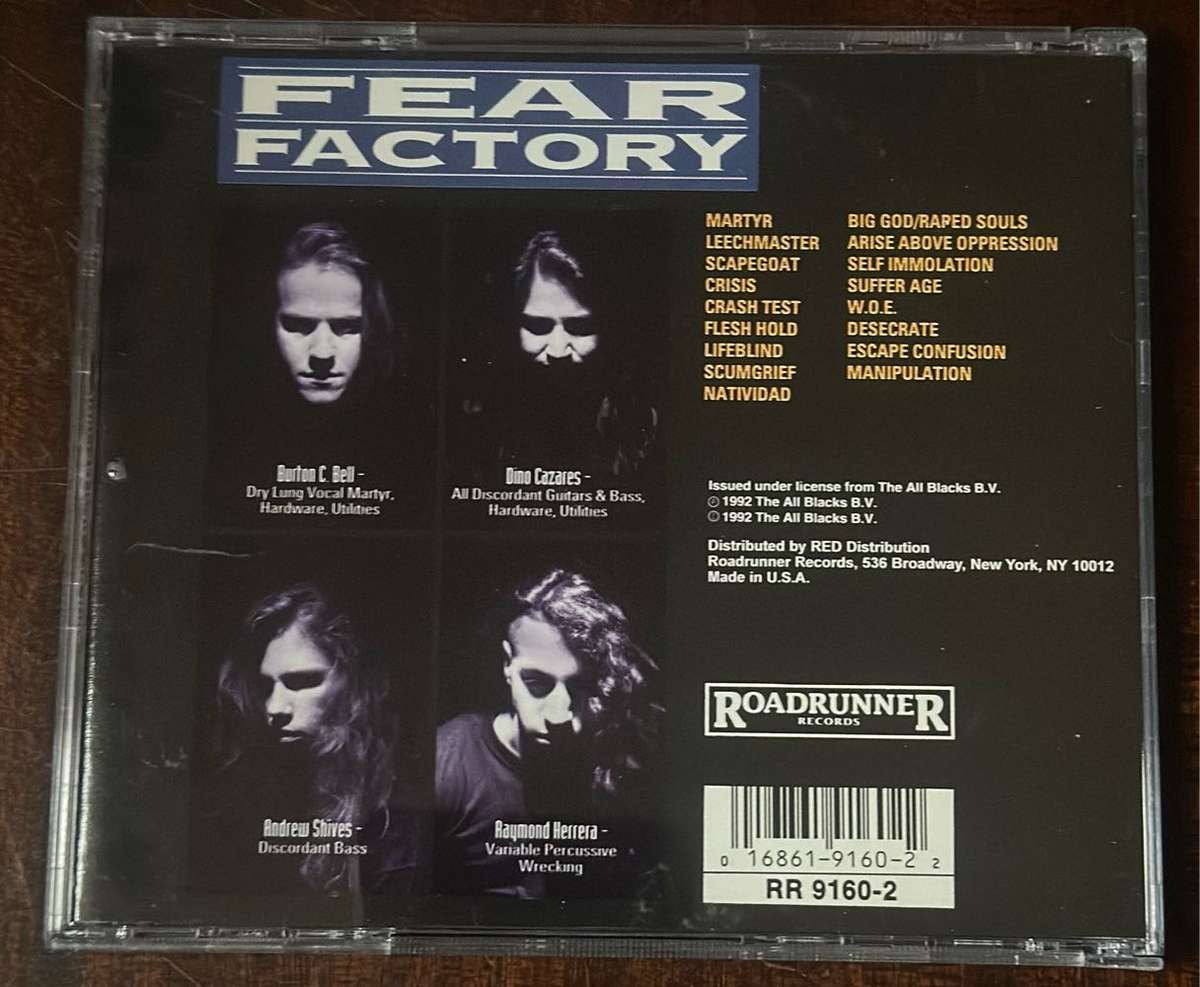 FEAR
FACTORY
MARTYR
LEECHMASTER
SCAPEGOAT
CRISIS
CRASH TEST
FLESH HOLD
LIFEBLIND
SCUMGRIEF
NATIVIDAD
BIG GOD/RAPED SOULS
ARISE ABOVE OPPRESSION
SELF IMMOLATION
SUFFER AGE
W.O.E.
DESECRATE
ESCAPE CONFUSION
MANIPULATION
Burton C. Bell -
Dry Lung Vocal Martyr,
Hardware, Utilities
Dino Cazares -
All Discordant Guitars & Bass,
Hardware, Utilities
Andrew Shives -
Discordant Bass
Raymond Herrera -
Variable Percussive
Wrecking
Issued under license from The All Blacks B.V.
℗ 1992 The All Blacks B.V.
© 1992 The All Blacks B.V.
Distributed by RED Distribution
Roadrunner Records, 536 Broadway, New York, NY 10012
Made in U.S.A.
ROADRUNNER
RECORDS
0 16861-9160-2 2
RR 9160-2